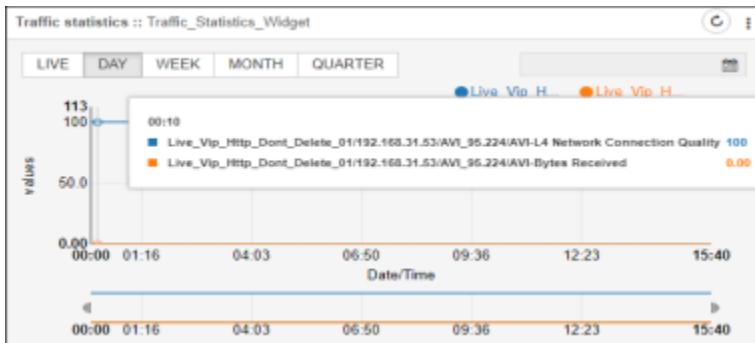 Traffic statistics :: Traffic_Statistics_Widget
LIVE DAY WEEK MONTH QUARTER
Live_Vip_H... Live_Vip_H...
113
100
50.0
0.00
values
00:10
Live_Vip_Http_Dont_Delete_01/192.168.31.53/AVI_95.224/AVI-L4 Network Connection Quality 100
Live_Vip_Http_Dont_Delete_01/192.168.31.53/AVI_95.224/AVI-Bytes Received 0.00
00:00 01:16 04:03 06:50 09:36 12:23 15:40
Date/Time
00:00 01:16 04:03 06:50 09:36 12:23 15:40